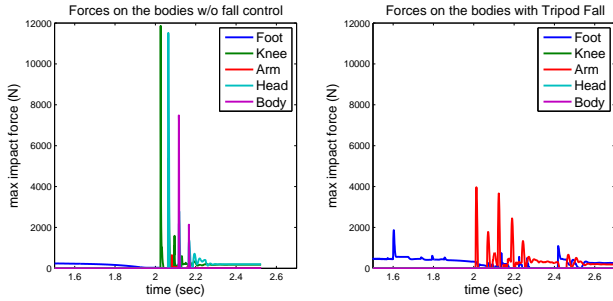 Forces on the bodies w/o fall control
max impact force (N)
12000
10000
8000
6000
4000
2000
0
1.6
1.8
2
2.2
2.4
2.6
time (sec)
Foot
Knee
Arm
Head
Body
Forces on the bodies with Tripod Fall
max impact force (N)
12000
10000
8000
6000
4000
2000
0
1.6
1.8
2
2.2
2.4
2.6
time (sec)
Foot
Knee
Arm
Head
Body